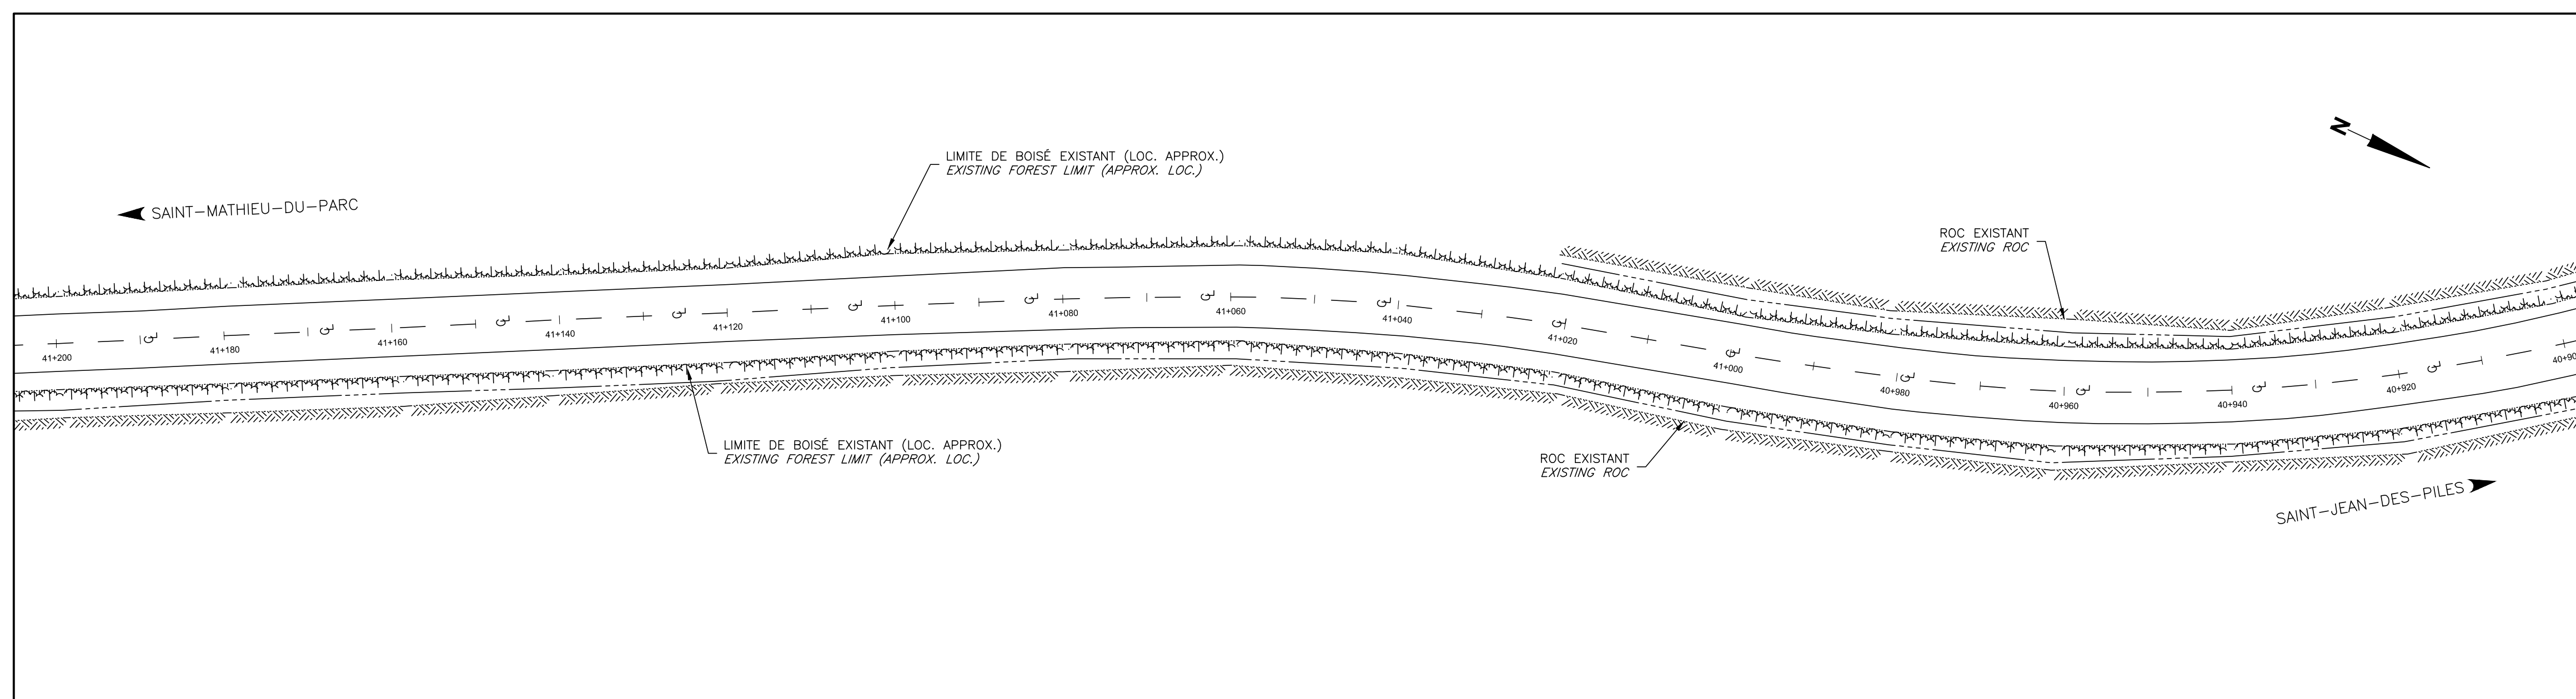 N
LIMITE DE BOISÉ EXISTANT (LOC. APPROX.)
EXISTING FOREST LIMIT (APPROX. LOC.)
SAINT-MATHIEU-DU-PARC
ROC EXISTANT
EXISTING ROC
41+200
41+180
41+160
41+140
41+120
41+100
41+080
41+060
41+040
41+020
41+000
40+980
40+960
40+940
40+920
LIMITE DE BOISÉ EXISTANT (LOC. APPROX.)
EXISTING FOREST LIMIT (APPROX. LOC.)
ROC EXISTANT
EXISTING ROC
SAINT-JEAN-DES-PILES